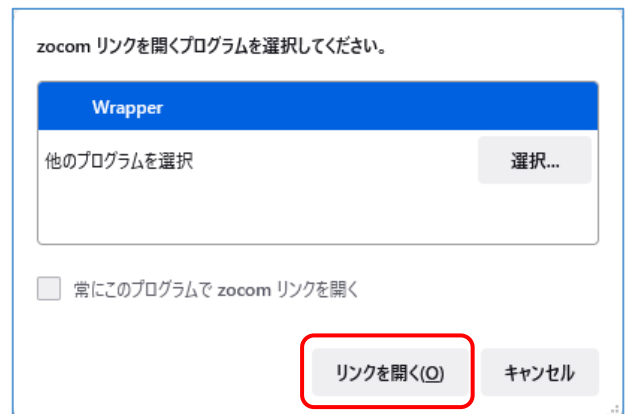 zocom リンクを開くプログラムを選択してください。
Wrapper
他のプログラムを選択
選択...
常にこのプログラムで zocom リンクを開く
リンクを開く(O)
キャンセル